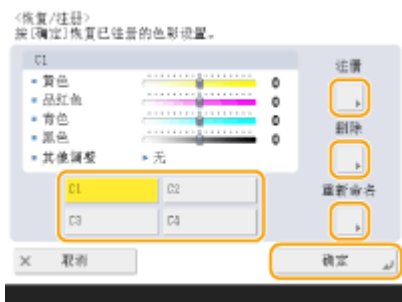 <恢复/注册>
按[确定]恢复已注册的色彩设置。
C1
黄色 0
品红色 0
青色 0
黑色 0
其他调整 无
C1 C2
C3 C4
注册
删除
重新命名
× 取消
确定